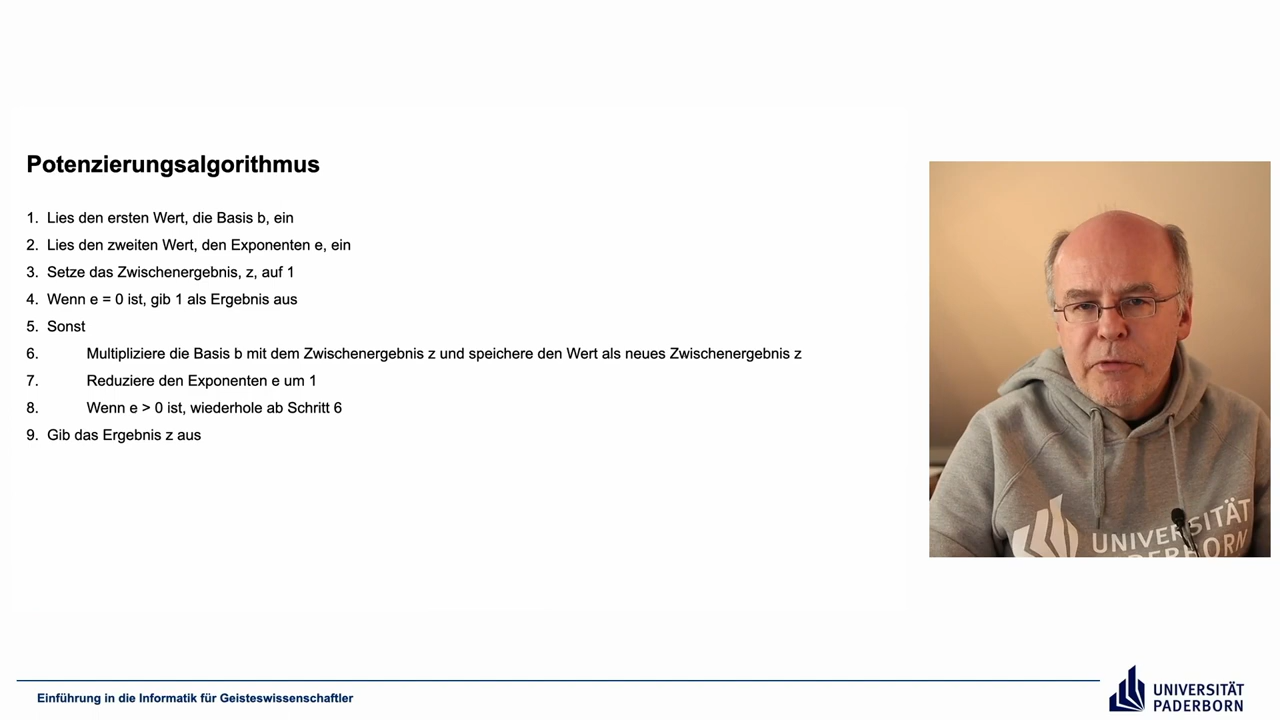 Potenzierungsalgorithmus
1. Lies den ersten Wert, die Basis b, ein
2. Lies den zweiten Wert, den Exponenten e, ein
3. Setze das Zwischenergebnis, z, auf 1
4. Wenn e = 0 ist, gib 1 als Ergebnis aus
5. Sonst
6. Multipliziere die Basis b mit dem Zwischenergebnis z und speichere den Wert als neues Zwischenergebnis z
7. Reduziere den Exponenten e um 1
8. Wenn e > 0 ist, wiederhole ab Schritt 6
9. Gib das Ergebnis z aus
UNIVERSITÄT
PADERBORN
Einführung in die Informatik für Geisteswissenschaftler
UNIVERSITÄT
PADERBORN